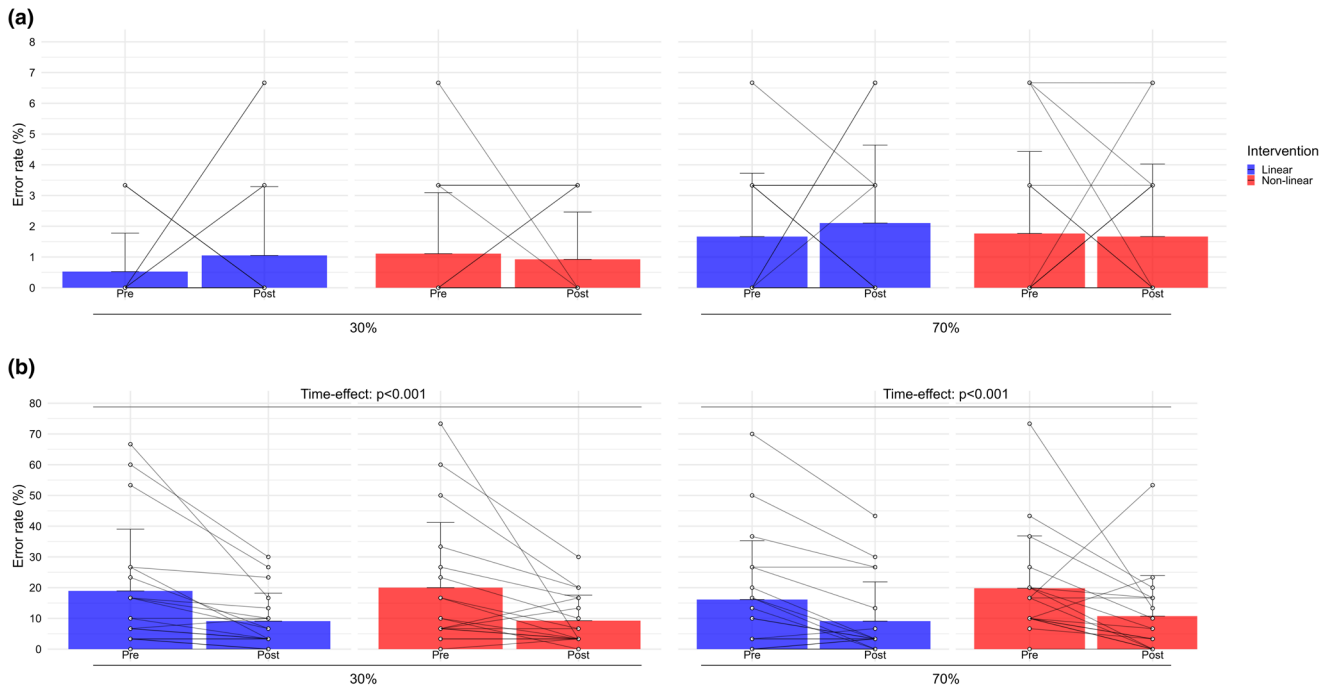 (a)
8
7
6
5
4
3
2
1
0
Error rate (%)
Pre Post Pre Post Pre Post Pre Post
30% 70%
Intervention
Linear
Non-linear
(b)
Time-effect: p<0.001 Time-effect: p<0.001
80
70
60
50
40
30
20
10
0
Error rate (%)
Pre Post Pre Post Pre Post Pre Post
30% 70%